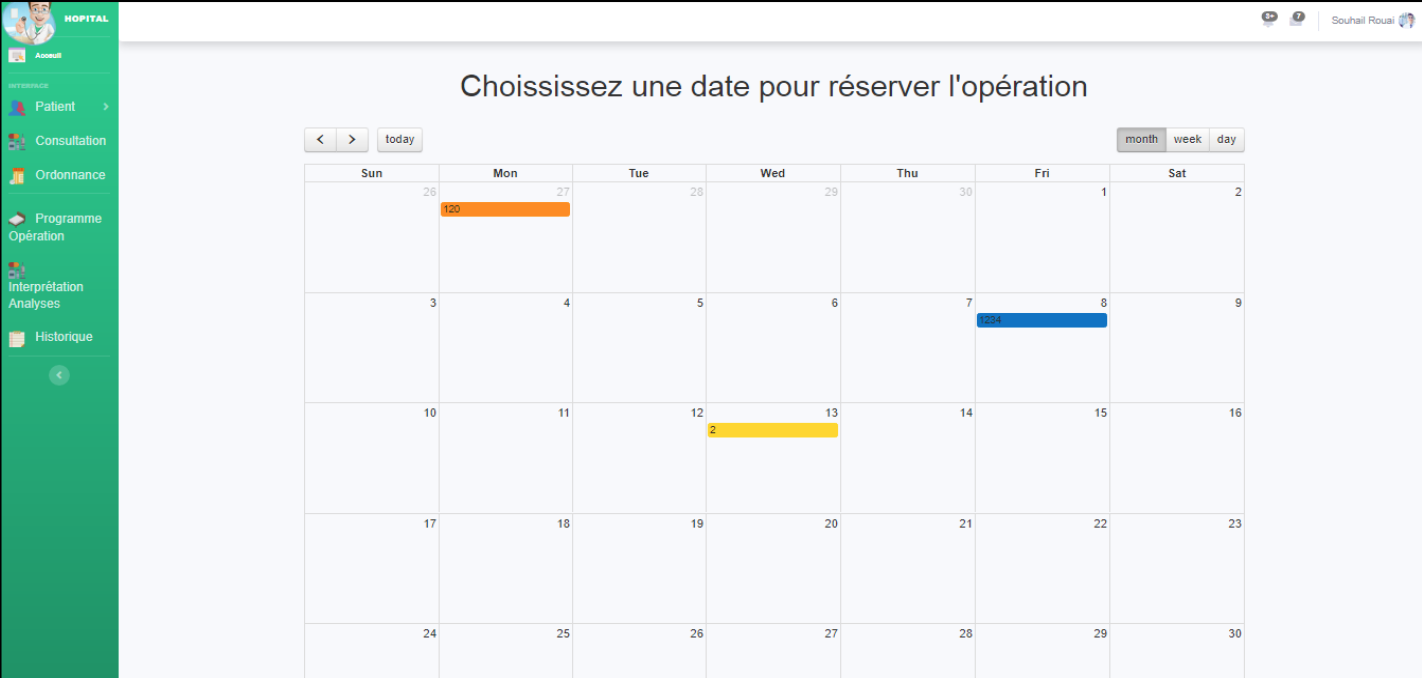 HOPITAL
3+
7
Souhail Rouai
Acceuil
INTERFACE
Patient
Consultation
Ordonnance
Programme
Opération
Interprétation
Analyses
Historique
Choississez une date pour réserver l'opération
today
month week day
Sun Mon Tue Wed Thu Fri Sat
26 27 28 29 30 1 2
120
3 4 5 6 7 8 9
1234
10 11 12 13 14 15 16
2
17 18 19 20 21 22 23
24 25 26 27 28 29 30